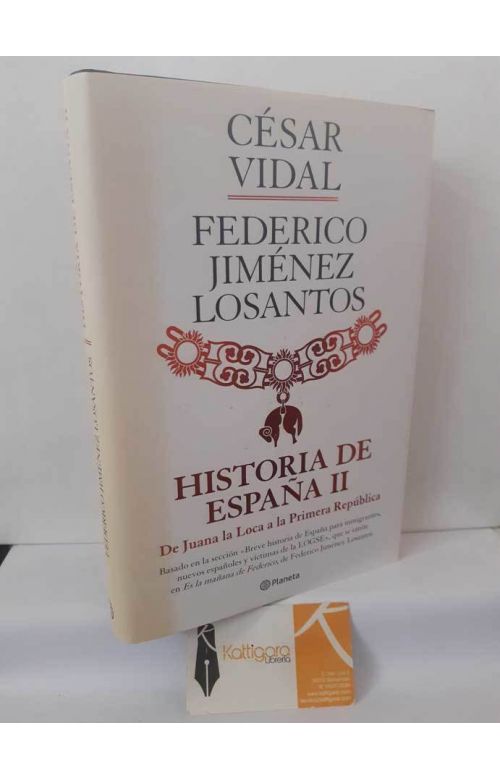 CÉSAR
VIDAL
FEDERICO
JIMÉNEZ
LOSANTOS
HISTORIA DE
ESPAÑA II
De Juana la Loca a la Primera República
Basado en la sección «Breve historia de España para inmigrantes,
nuevos españoles y víctimas de la LOGSE», que se emite
en Es la mañana de Federico, de Federico Jiménez Losantos
Planeta
Kattigara
Librería